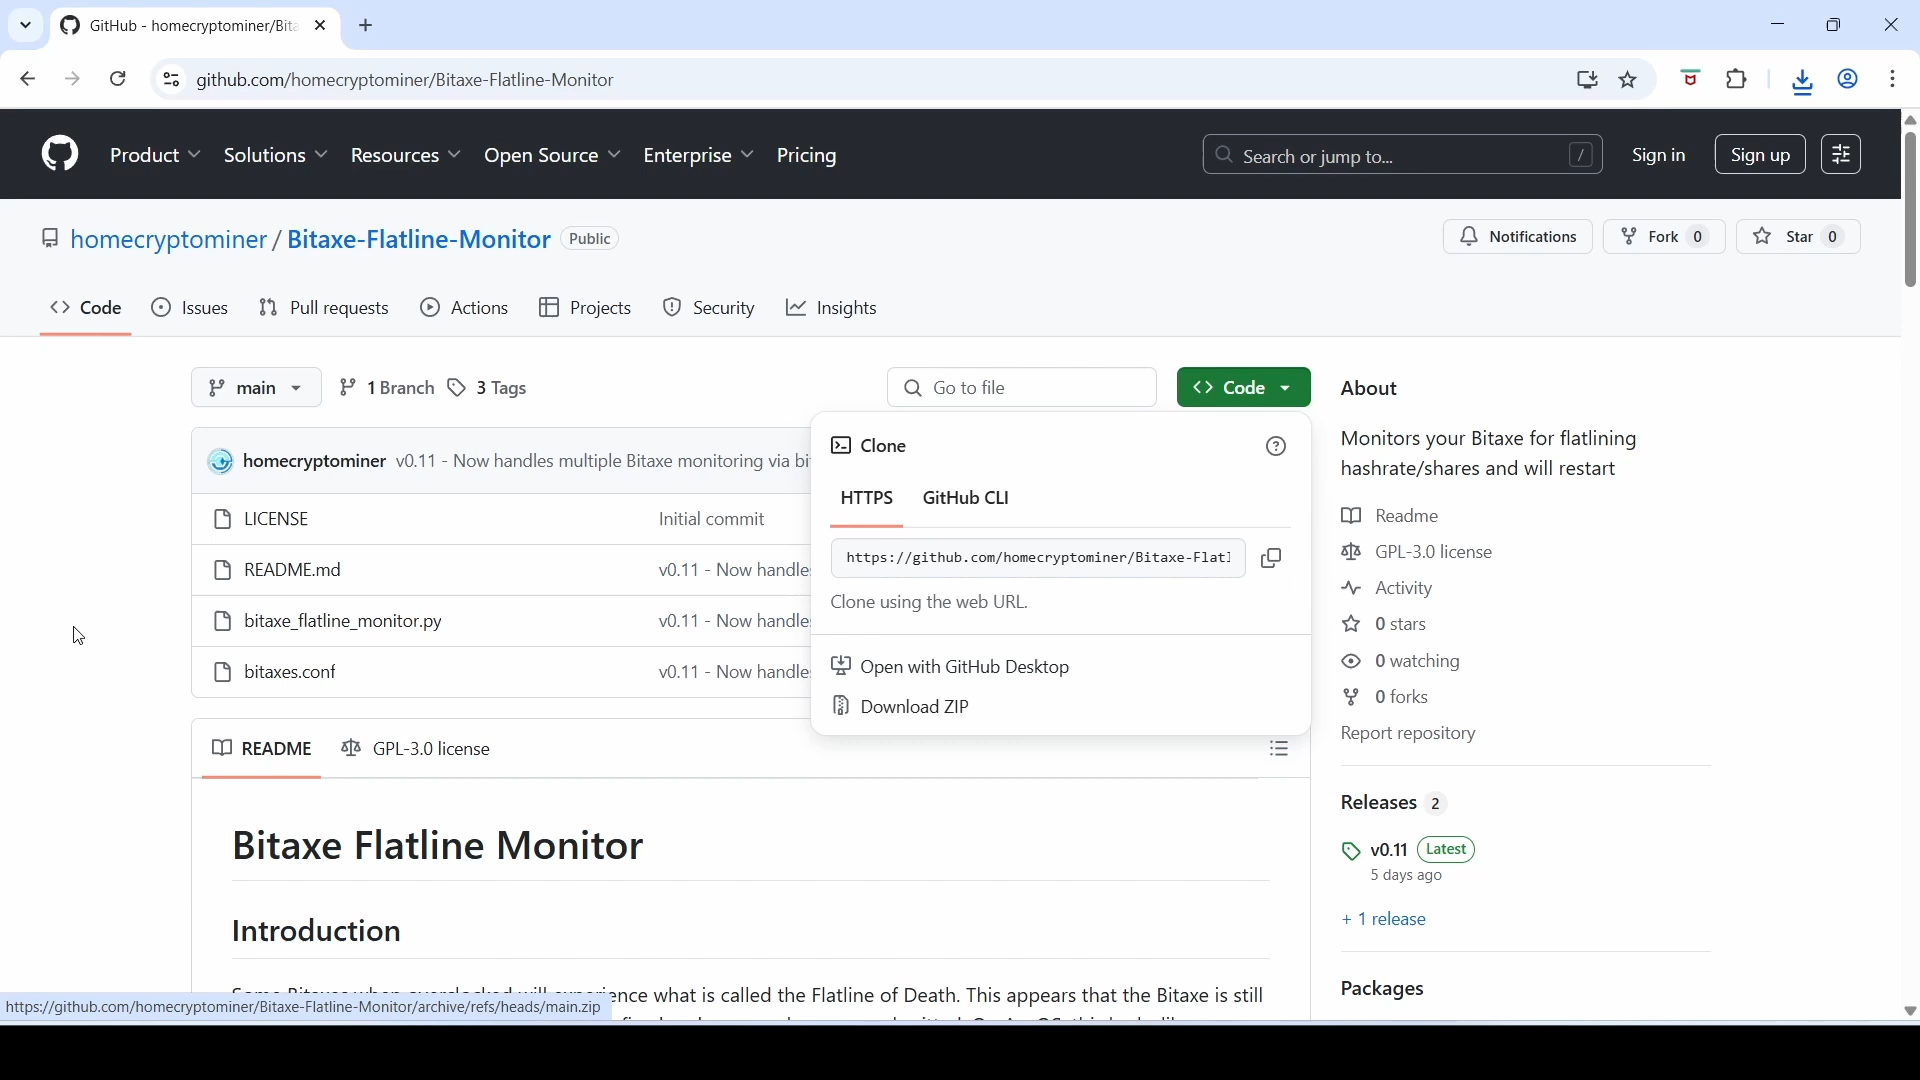 GitHub - homecryptominer/Bita
github.com/homecryptominer/Bitaxe-Flatline-Monitor
Product
Solutions
Resources
Open Source
Enterprise
Pricing
Search or jump to...
/
Sign in
Sign up
homecryptominer / Bitaxe-Flatline-Monitor
Public
Notifications
Fork 0
Star 0
Code
Issues
Pull requests
Actions
Projects
Security
Insights
main
1 Branch
3 Tags
Go to file
Code
homecryptominer v0.11 - Now handles multiple Bitaxe monitoring via bi
LICENSE
Initial commit
README.md
v0.11 - Now handle
bitaxe_flatline_monitor.py
v0.11 - Now handle
bitaxes.conf
v0.11 - Now handle
Clone
HTTPS
GitHub CLI
https://github.com/homecryptominer/Bitaxe-Flatl
Clone using the web URL.
Open with GitHub Desktop
Download ZIP
README
GPL-3.0 license
Bitaxe Flatline Monitor
Introduction
ence what is called the Flatline of Death. This appears that the Bitaxe is still
https://github.com/homecryptominer/Bitaxe-Flatline-Monitor/archive/refs/heads/main.zip
About
Monitors your Bitaxe for flatlining
hashrate/shares and will restart
Readme
GPL-3.0 license
Activity
0 stars
0 watching
0 forks
Report repository
Releases 2
v0.11 Latest
5 days ago
+ 1 release
Packages